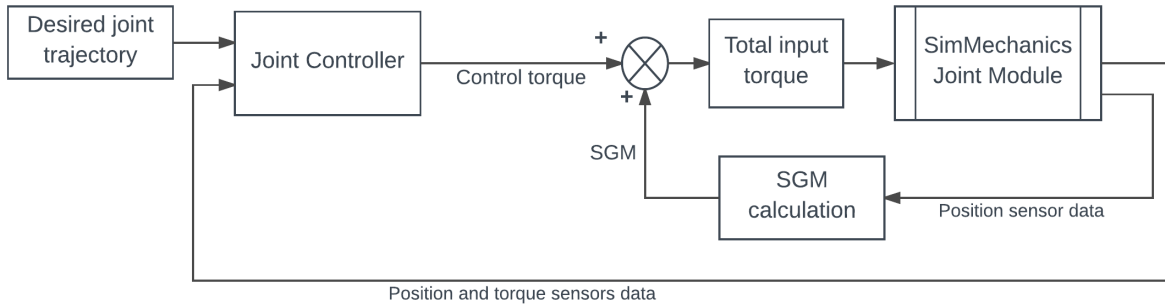 Desired joint
trajectory
Joint Controller
Control torque
+
+
Total input
torque
SimMechanics
Joint Module
SGM
SGM
calculation
Position sensor data
Position and torque sensors data